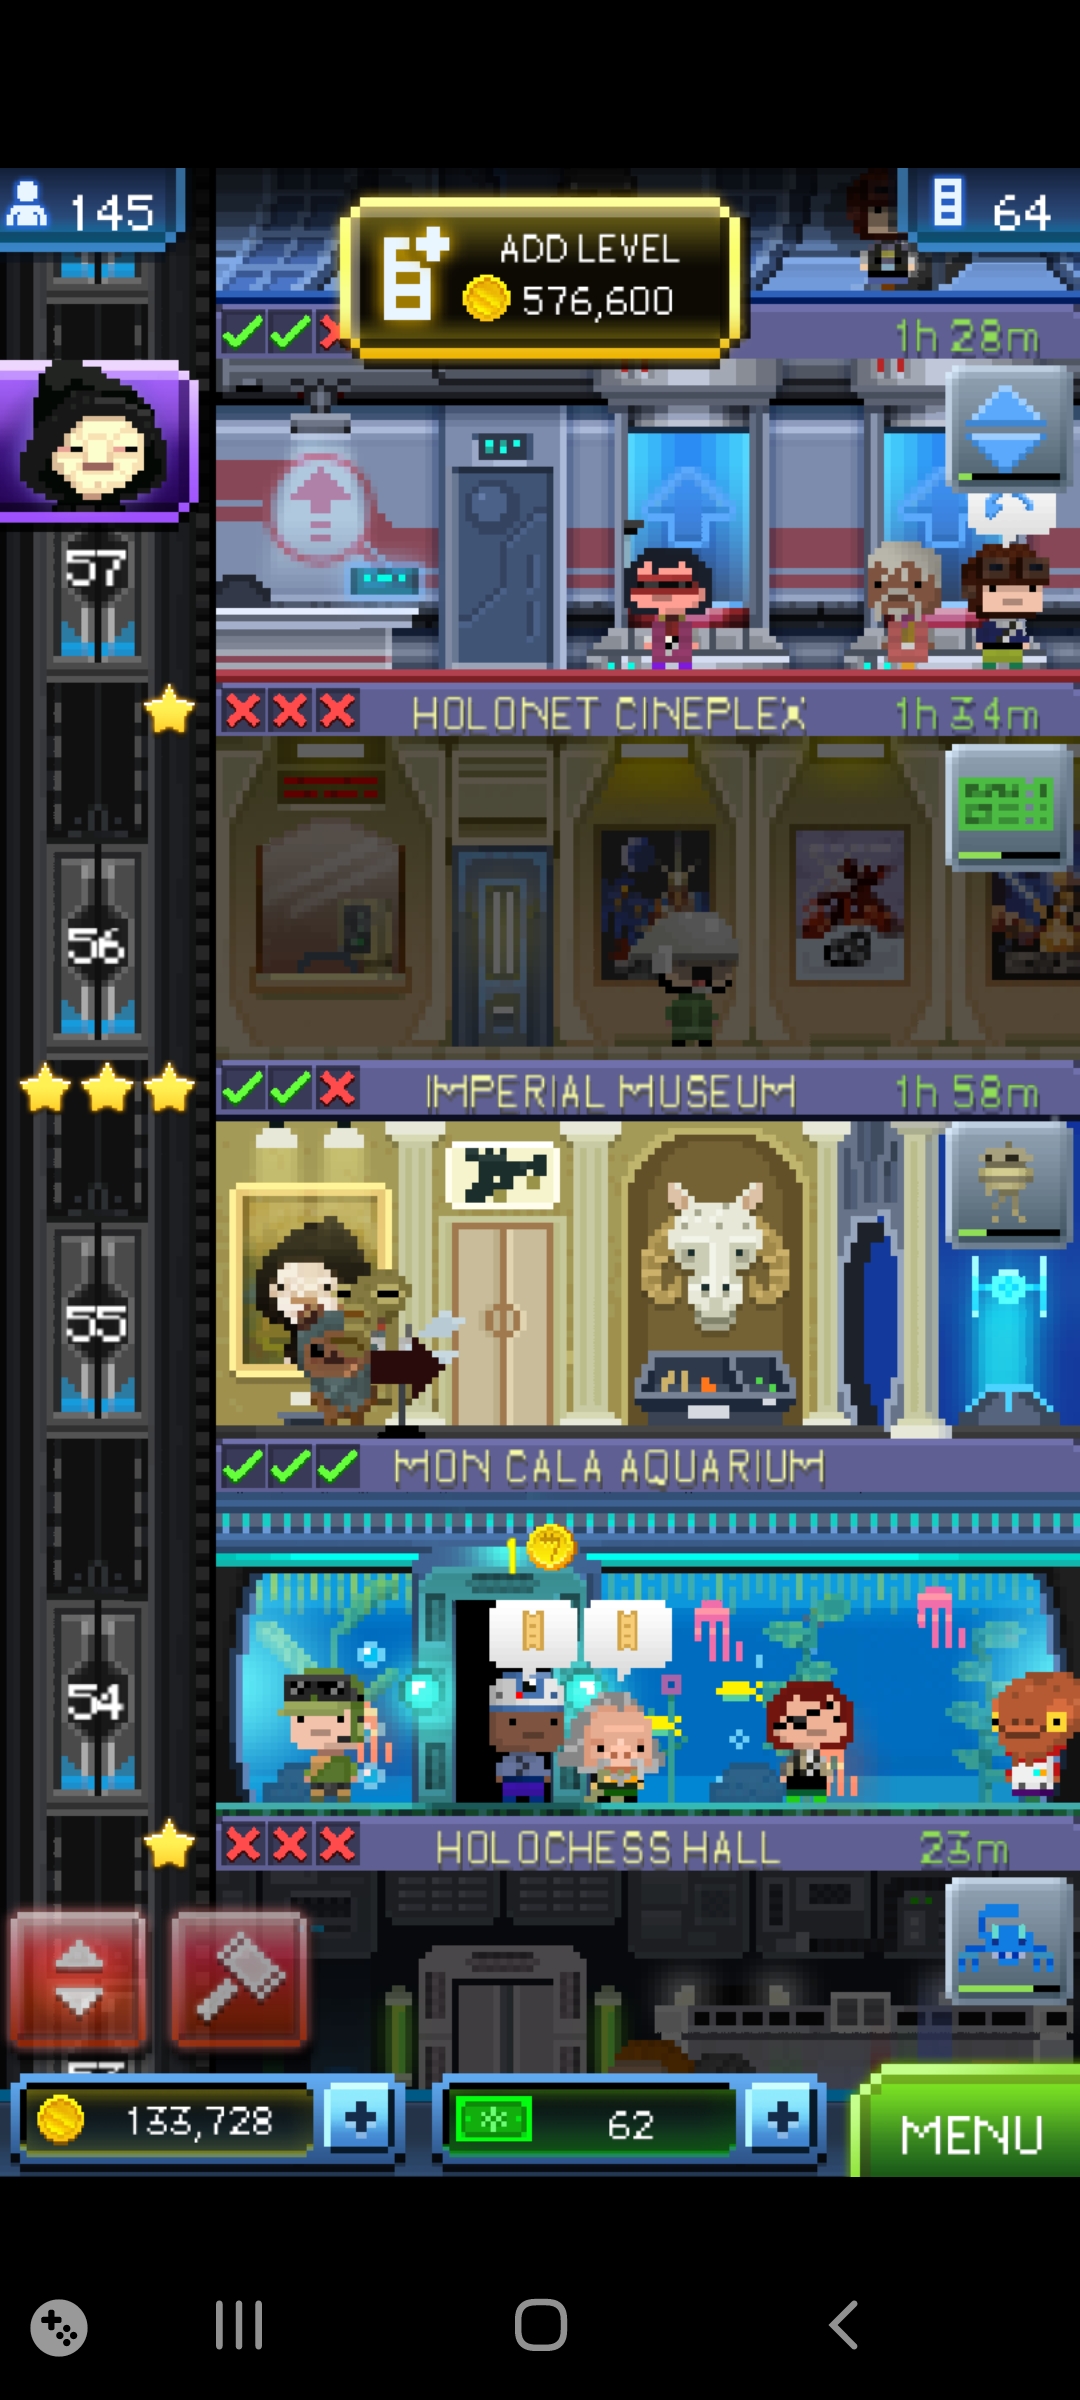 145
64
ADD LEVEL
576,600
1h 28m
57
HOLONET CINEPLEX
1h 34m
56
IMPERIAL MUSEUM
1h 58m
55
MON CALA AQUARIUM
1
54
HOLOCHESS HALL
23m
133,728
62
MENU